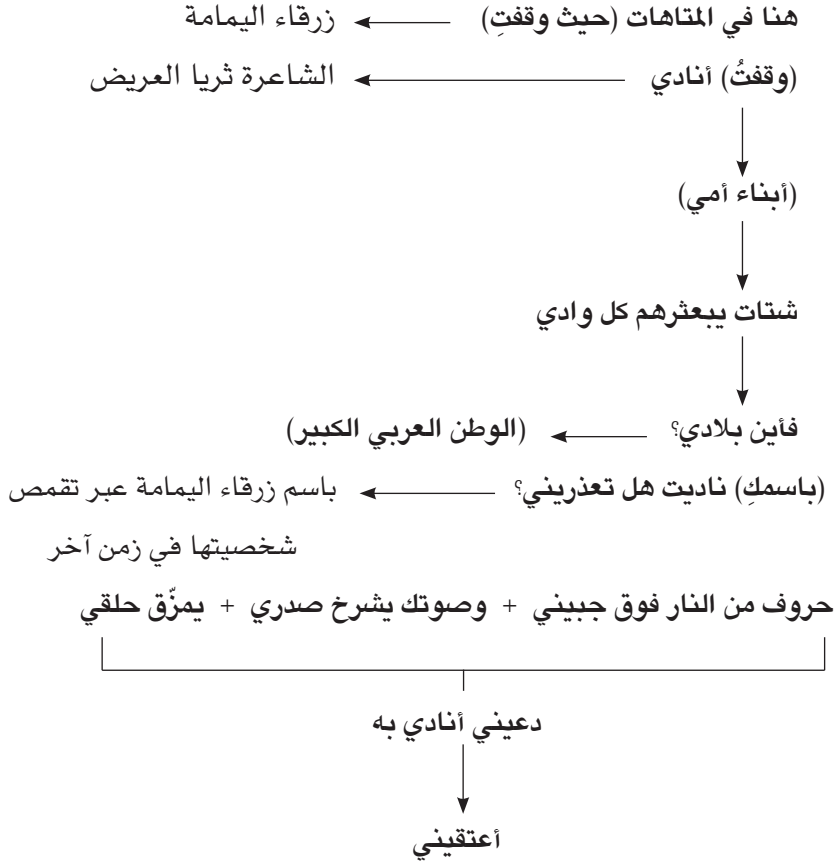 هنا في المتاهات (حيث وقفتِ) زرقاء اليمامة
(وقفتُ) أنادي الشاعرة ثريا العريض
(أبناء أمي)
شتات يبعثرهم كل وادي
فأين بلادي؟ (الوطن العربي الكبير)
(باسمكِ) ناديت هل تعذريني؟ باسم زرقاء اليمامة عبر تقمص
شخصيتها في زمن آخر
حروف من النار فوق جبيني + وصوتك يشرخ صدري + يمزّق حلقي
دعيني أنادي به
أعتقيني